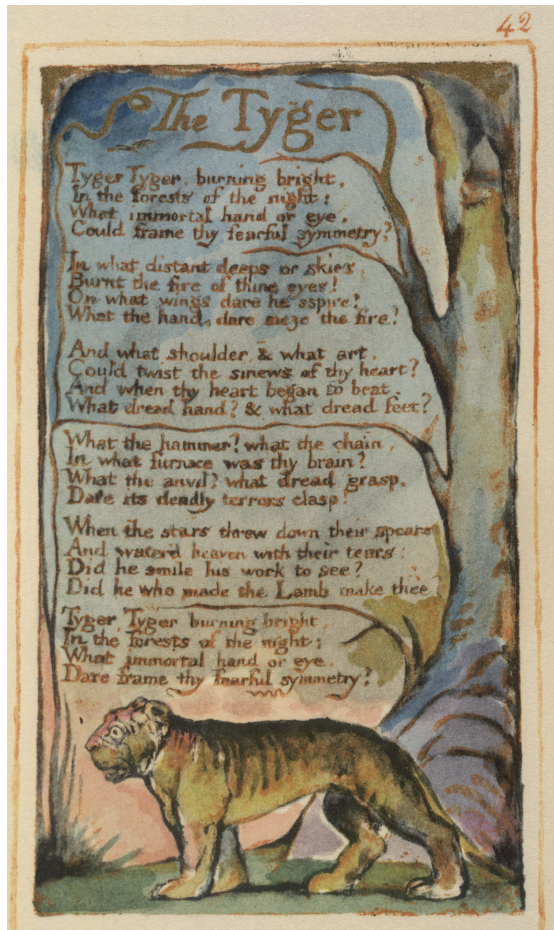 42
The Tyger
Tyger Tyger, burning bright,
In the forests of the night:
What immortal hand or eye,
Could frame thy fearful symmetry?
In what distant deeps or skies,
Burnt the fire of thine eyes!
On what wings dare he aspire!
What the hand, dare sieze the fire?
And what shoulder, & what art,
Could twist the sinews of thy heart?
And when thy heart began to beat,
What dread hand? & what dread feet?
What the hammer? what the chain,
In what furnace was thy brain?
What the anvil? what dread grasp,
Dare its deadly terrors clasp!
When the stars threw down their spears
And water'd heaven with their tears:
Did he smile his work to see?
Did he who made the Lamb make thee
Tyger, Tyger burning bright,
In the forests of the night;
What immortal hand or eye,
Dare frame thy fearful symmetry?